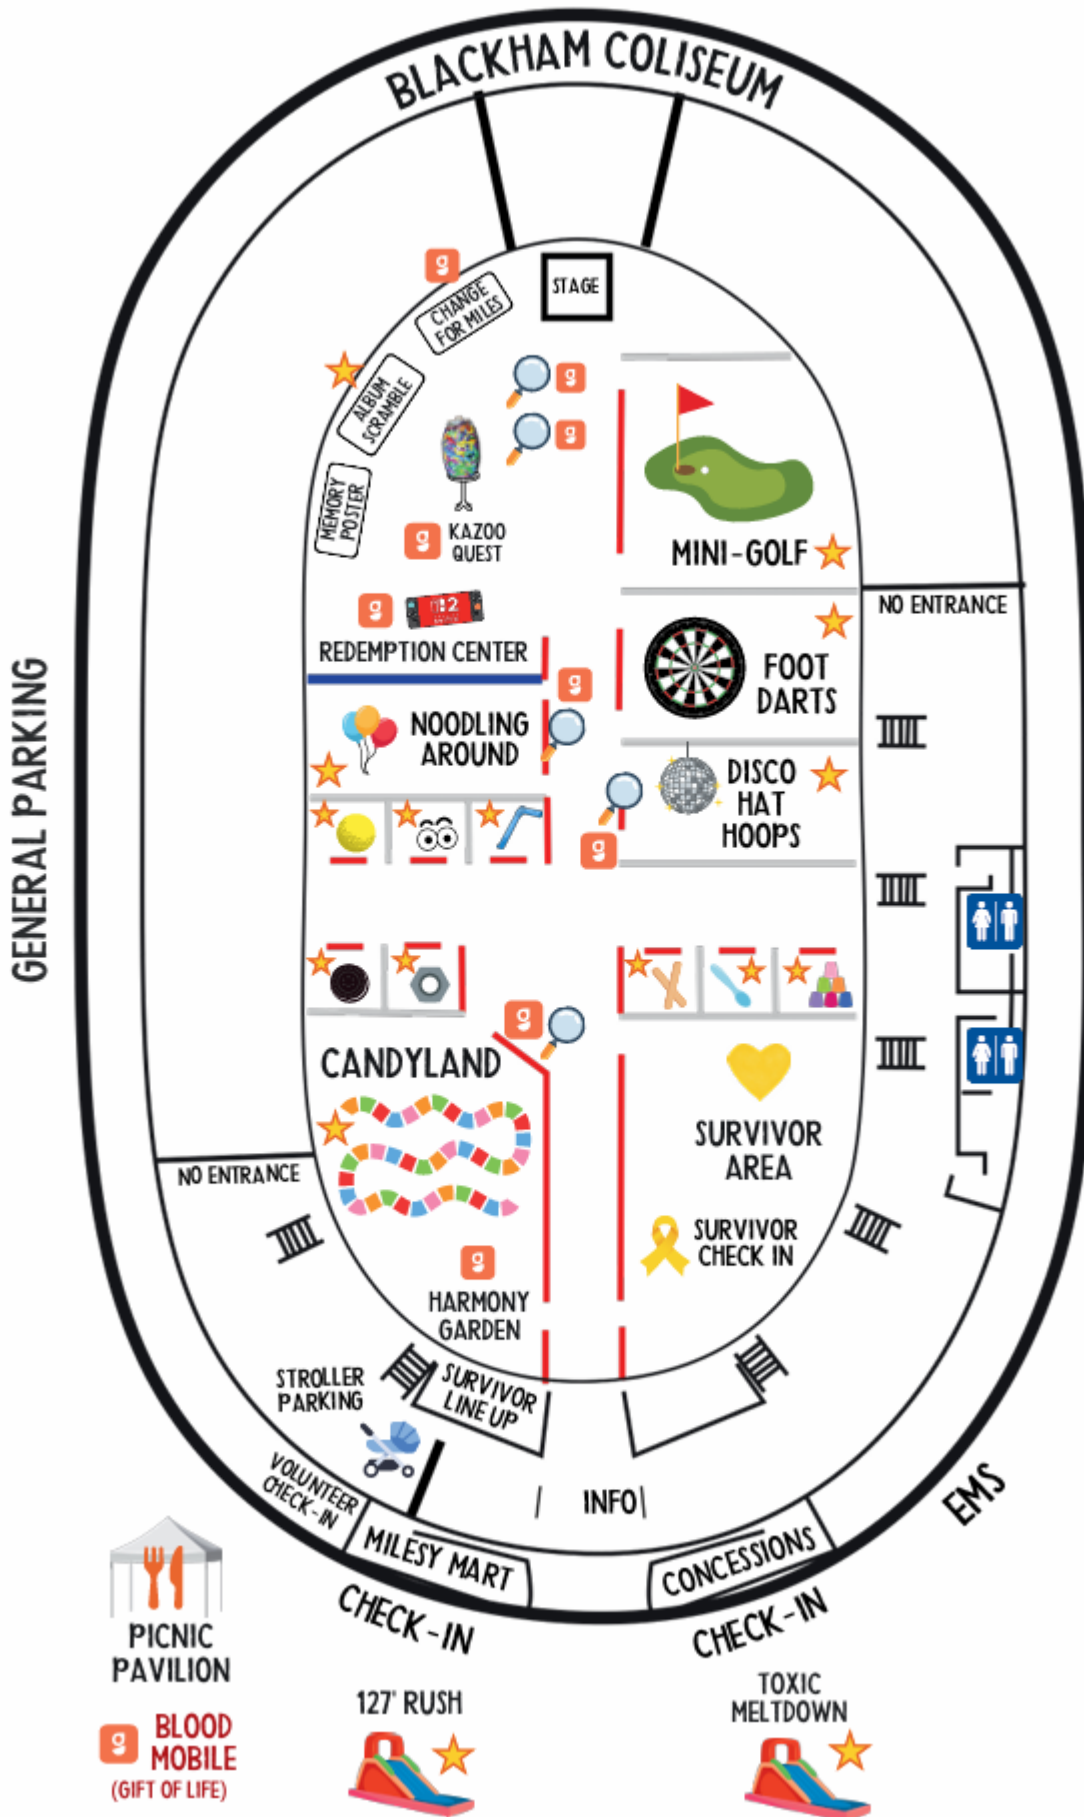 BLACKHAM COLISEUM
STAGE
CHANGE
FOR MILES
ALBUM
SCRAMBLE
MEMORY
POSTER
KAZOO
QUEST
MINI-GOLF
NO ENTRANCE
REDEMPTION CENTER
FOOT
DARTS
NOODLING
AROUND
DISCO
HAT
HOOPS
GENERAL PARKING
CANDYLAND
SURVIVOR
AREA
NO ENTRANCE
SURVIVOR
CHECK IN
HARMONY
GARDEN
STROLLER
PARKING
SURVIVOR
LINE UP
VOLUNTEER
CHECK-IN
INFO
EMS
MILESY MART
CONCESSIONS
CHECK-IN
CHECK-IN
PICNIC
PAVILION
127' RUSH
TOXIC
MELTDOWN
BLOOD
MOBILE
(GIFT OF LIFE)